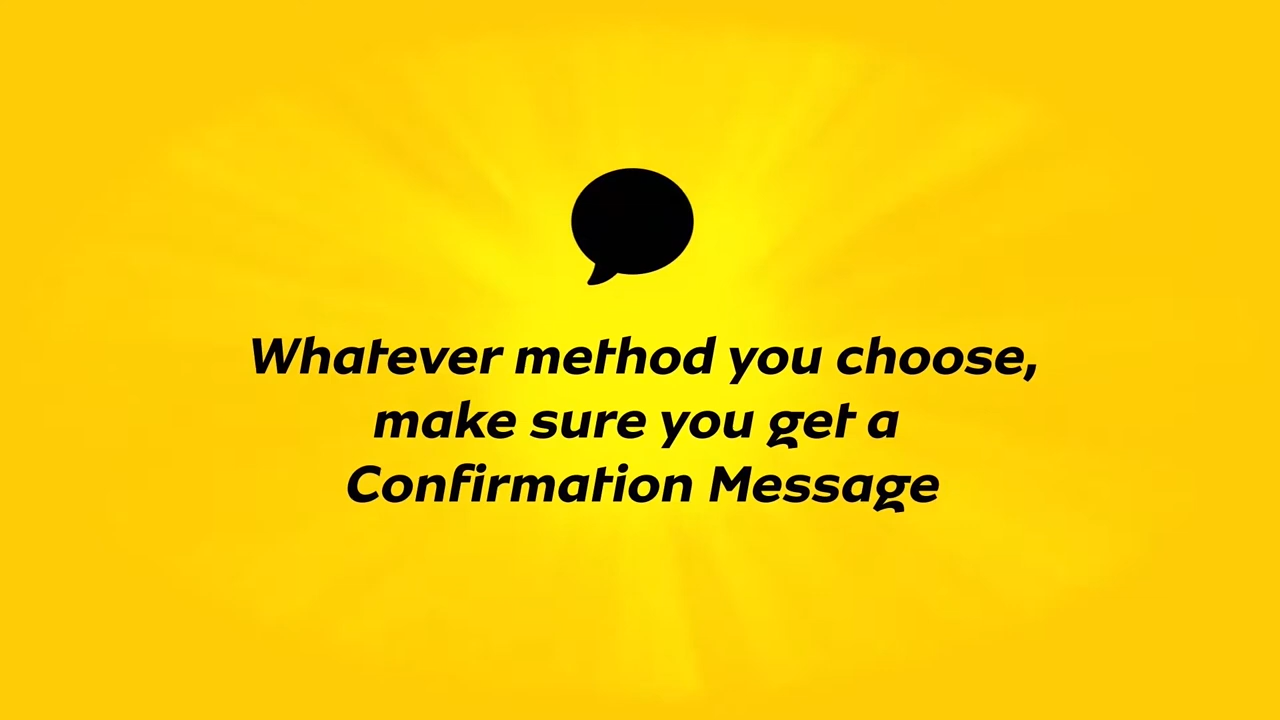 Whatever method you choose,
make sure you get a
Confirmation Message